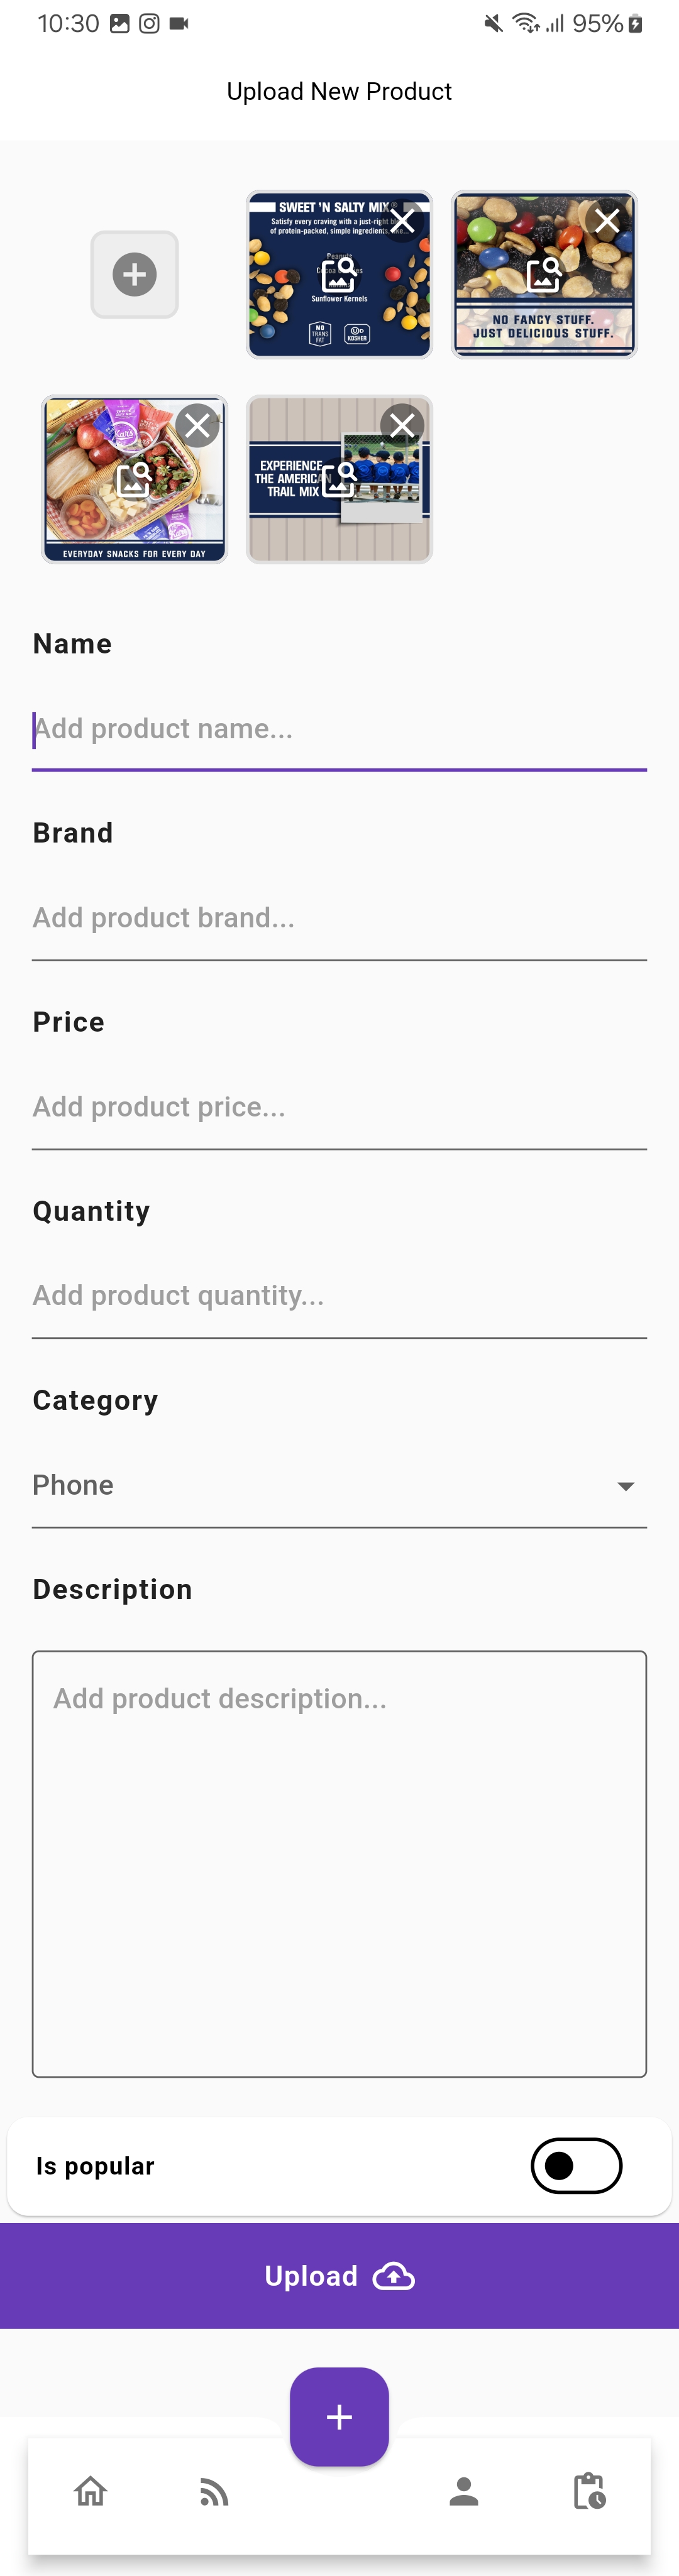 10:30
95%
Upload New Product
SWEET 'N SALTY MIX
Satisfy every craving with a just-right
of protein-packed, simple ingredients, like...
Peanuts
Sunflower Kernels
NO
TRANS
FAT
KOSHER
NO FANCY STUFF.
JUST DELICIOUS STUFF.
Kars
EVERYDAY SNACKS FOR EVERY DAY
EXPERIENCE
THE AMERICAN
TRAIL MIX
Name
Add product name...
Brand
Add product brand...
Price
Add product price...
Quantity
Add product quantity...
Category
Phone
Description
Add product description...
Is popular
Upload